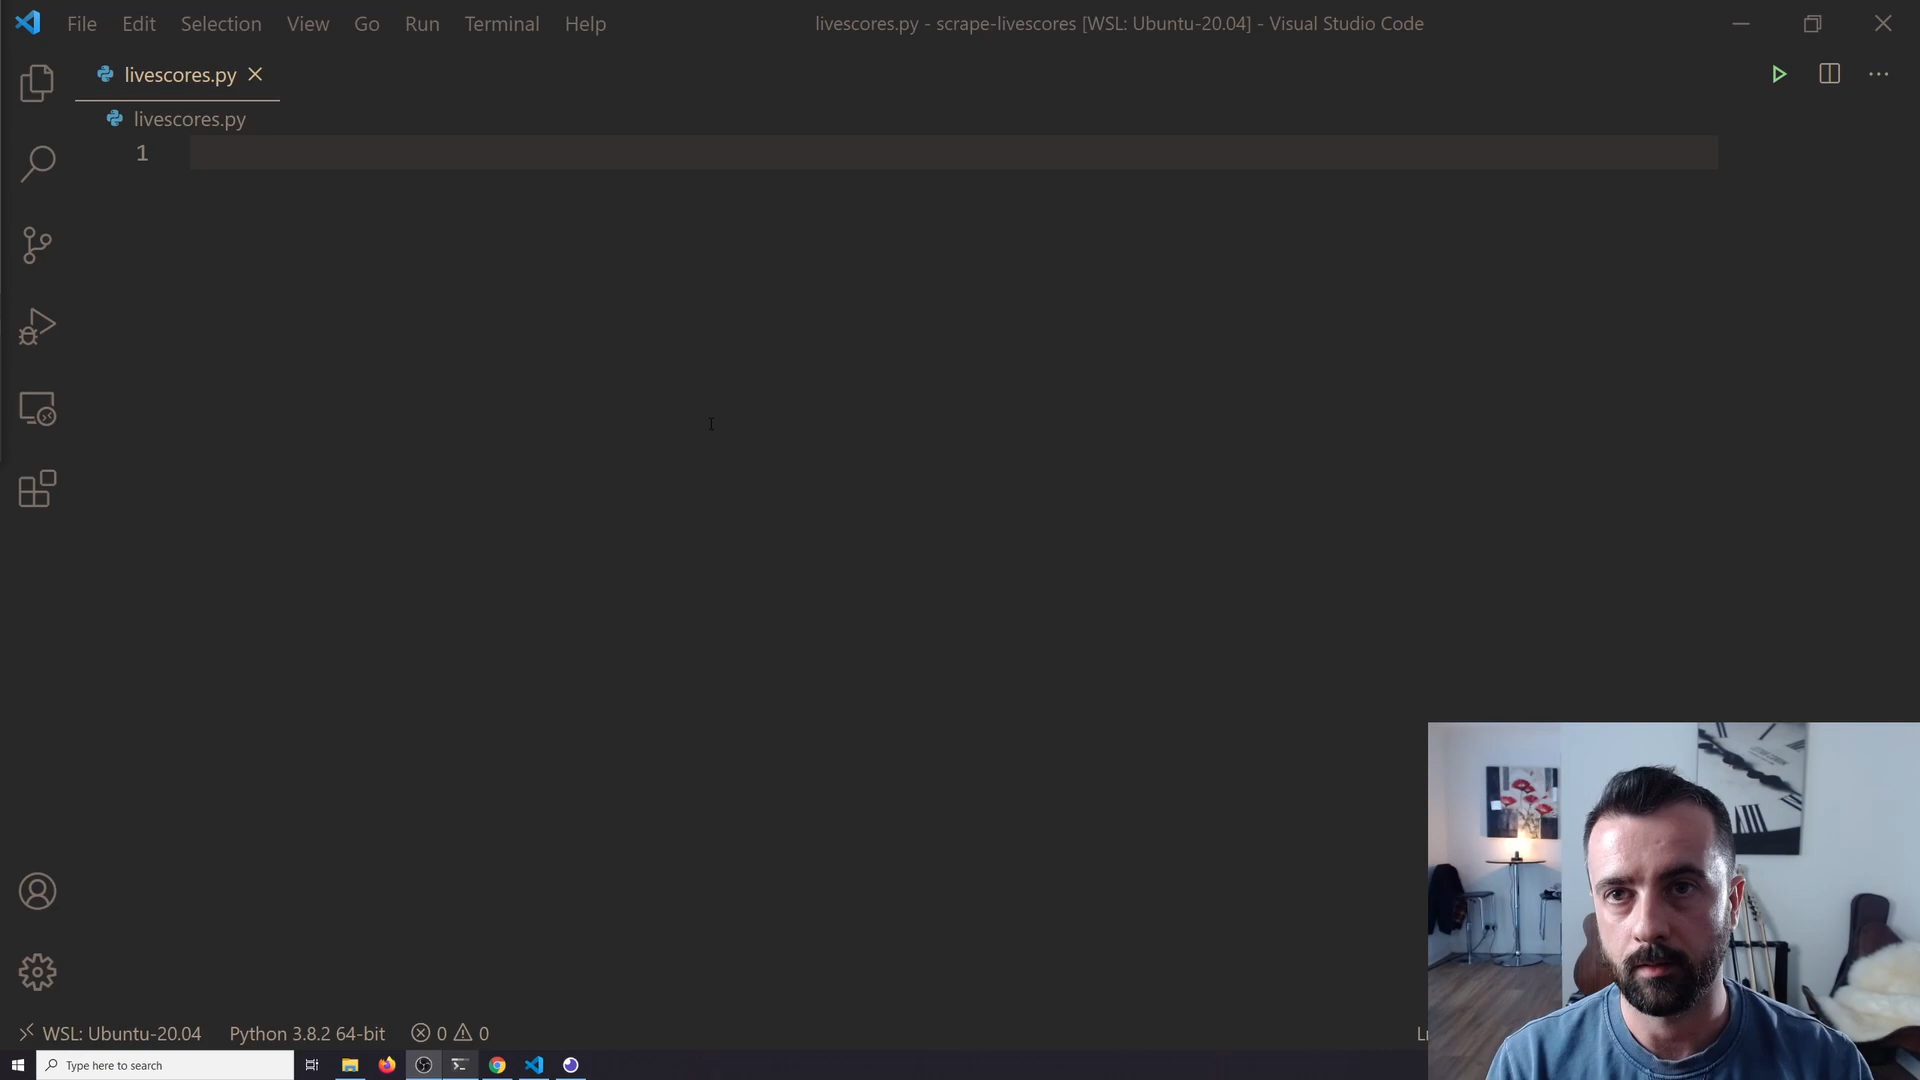 File Edit Selection View Go Run Terminal Help
livescores.py - scrape-livescores [WSL: Ubuntu-20.04] - Visual Studio Code
livescores.py
livescores.py
1
WSL: Ubuntu-20.04 Python 3.8.2 64-bit 0 0
Type here to search